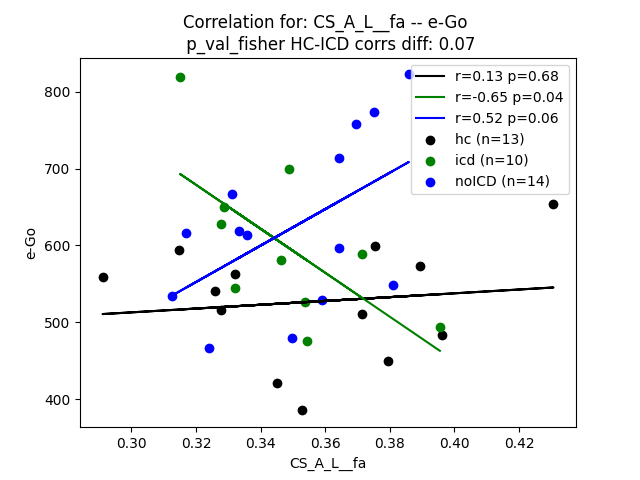 Correlation for: CS_A_L__fa -- e-Go
p_val_fisher HC-ICD corrs diff: 0.07
r=0.13 p=0.68
r=-0.65 p=0.04
r=0.52 p=0.06
hc (n=13)
icd (n=10)
noICD (n=14)
e-Go
800
700
600
500
400
0.30 0.32 0.34 0.36 0.38 0.40 0.42
CS_A_L__fa